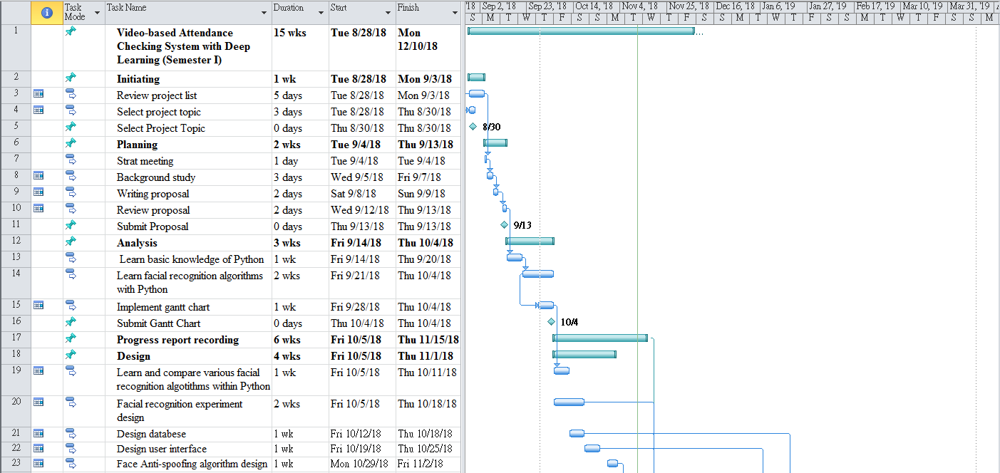 Task Mode Task Name Duration Start Finish '18 Sep 2, '18 Sep 23, '18 Oct 14, '18 Nov 4, '18 Nov 25, '18 Dec 16, '18 Jan 6, '19 Jan 27, '19 Feb 17, '19 Mar 10, '19 Mar 31, '19
S M T W T F S S M T W T F S S M T W T F S S M T W T F S S M
1 Video-based Attendance Checking System with Deep Learning (Semester I) 15 wks Tue 8/28/18 Mon 12/10/18 ...
2 Initiating 1 wk Tue 8/28/18 Mon 9/3/18
3 Review project list 5 days Tue 8/28/18 Mon 9/3/18
4 Select project topic 3 days Tue 8/28/18 Thu 8/30/18
5 Select Project Topic 0 days Thu 8/30/18 Thu 8/30/18 8/30
6 Planning 2 wks Tue 9/4/18 Thu 9/13/18
7 Strat meeting 1 day Tue 9/4/18 Tue 9/4/18
8 Background study 3 days Wed 9/5/18 Fri 9/7/18
9 Writing proposal 2 days Sat 9/8/18 Sun 9/9/18
10 Review proposal 2 days Wed 9/12/18 Thu 9/13/18
11 Submit Proposal 0 days Thu 9/13/18 Thu 9/13/18 9/13
12 Analysis 3 wks Fri 9/14/18 Thu 10/4/18
13 Learn basic knowledge of Python 1 wk Fri 9/14/18 Thu 9/20/18
14 Learn facial recognition algorithms with Python 2 wks Fri 9/21/18 Thu 10/4/18
15 Implement gantt chart 1 wk Fri 9/28/18 Thu 10/4/18
16 Submit Gantt Chart 0 days Thu 10/4/18 Thu 10/4/18 10/4
17 Progress report recording 6 wks Fri 10/5/18 Thu 11/15/18
18 Design 4 wks Fri 10/5/18 Thu 11/1/18
19 Learn and compare various facial recognition algotithms within Python 1 wk Fri 10/5/18 Thu 10/11/18
20 Facial recognition experiment design 2 wks Fri 10/5/18 Thu 10/18/18
21 Design databese 1 wk Fri 10/12/18 Thu 10/18/18
22 Design user interface 1 wk Fri 10/19/18 Thu 10/25/18
23 Face Anti-spoofing algorithm design 1 wk Mon 10/29/18 Fri 11/2/18